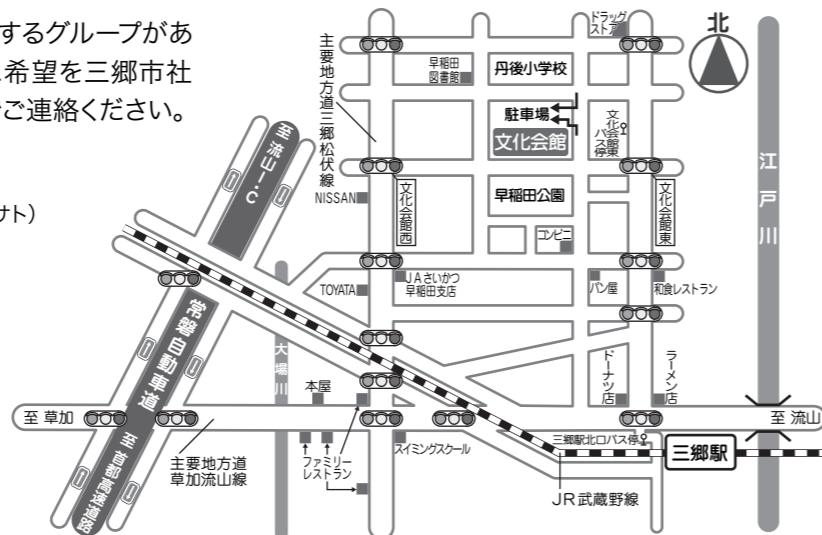 するグループがあ
希望を三郷市社
ご連絡ください。
サト)
北
ドラッグ
ストア
主要地方道三郷松伏線
早稲田
図書館
丹後小学校
駐車場
文化会館
文化会館東
バス停
至 流山I.C
NISSAN
文化会館西
早稲田公園
文化会館東
江戸川
コンビニ
TOYATA
JAさいかつ
早稲田支店
パン屋
和食レストラン
常磐自動車道
大場川
本屋
ドーナツ店
ラーメン店
至 草加
至 流山
主要地方道
草加流山線
ファミリー
レストラン
スイミングスクール
三郷駅北口バス停
三郷駅
JR武蔵野線
至 首都高速道路